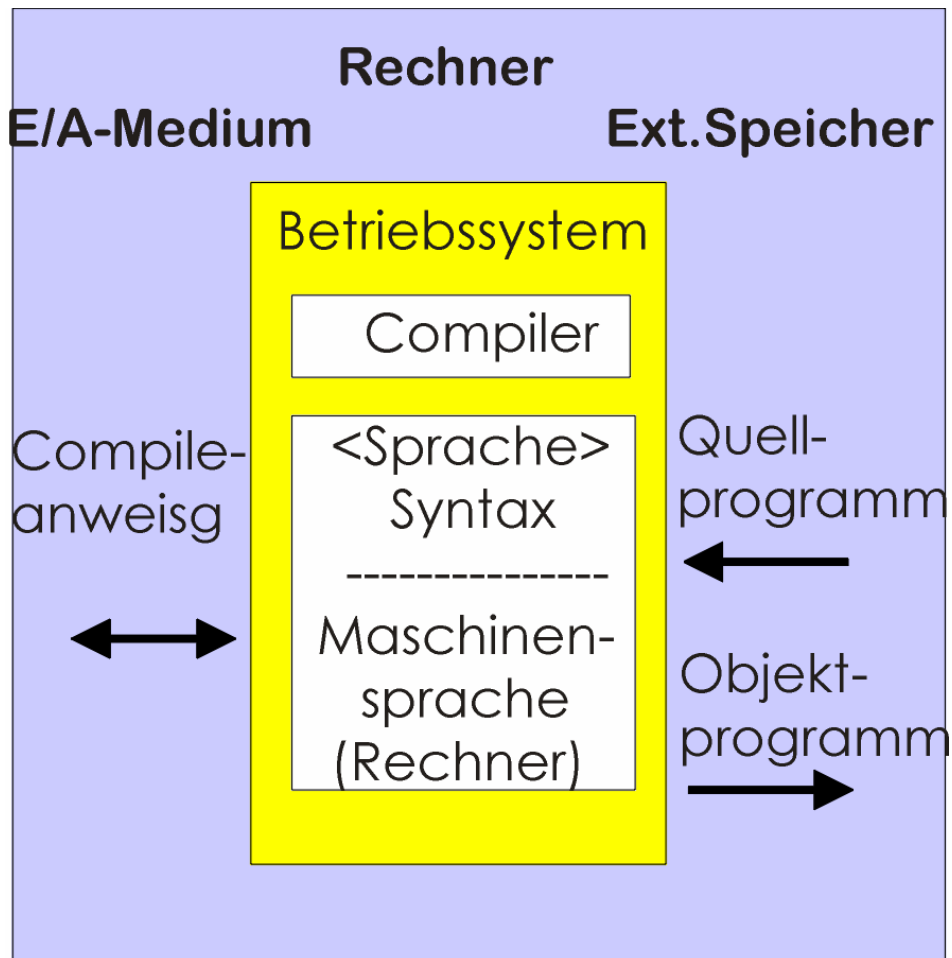 Rechner
E/A-Medium
Ext.Speicher
Betriebssystem
Compiler
Compile-
anweisg
<Sprache>
Syntax
---------------
Maschinen-
sprache
(Rechner)
Quell-
programm
Objekt-
programm